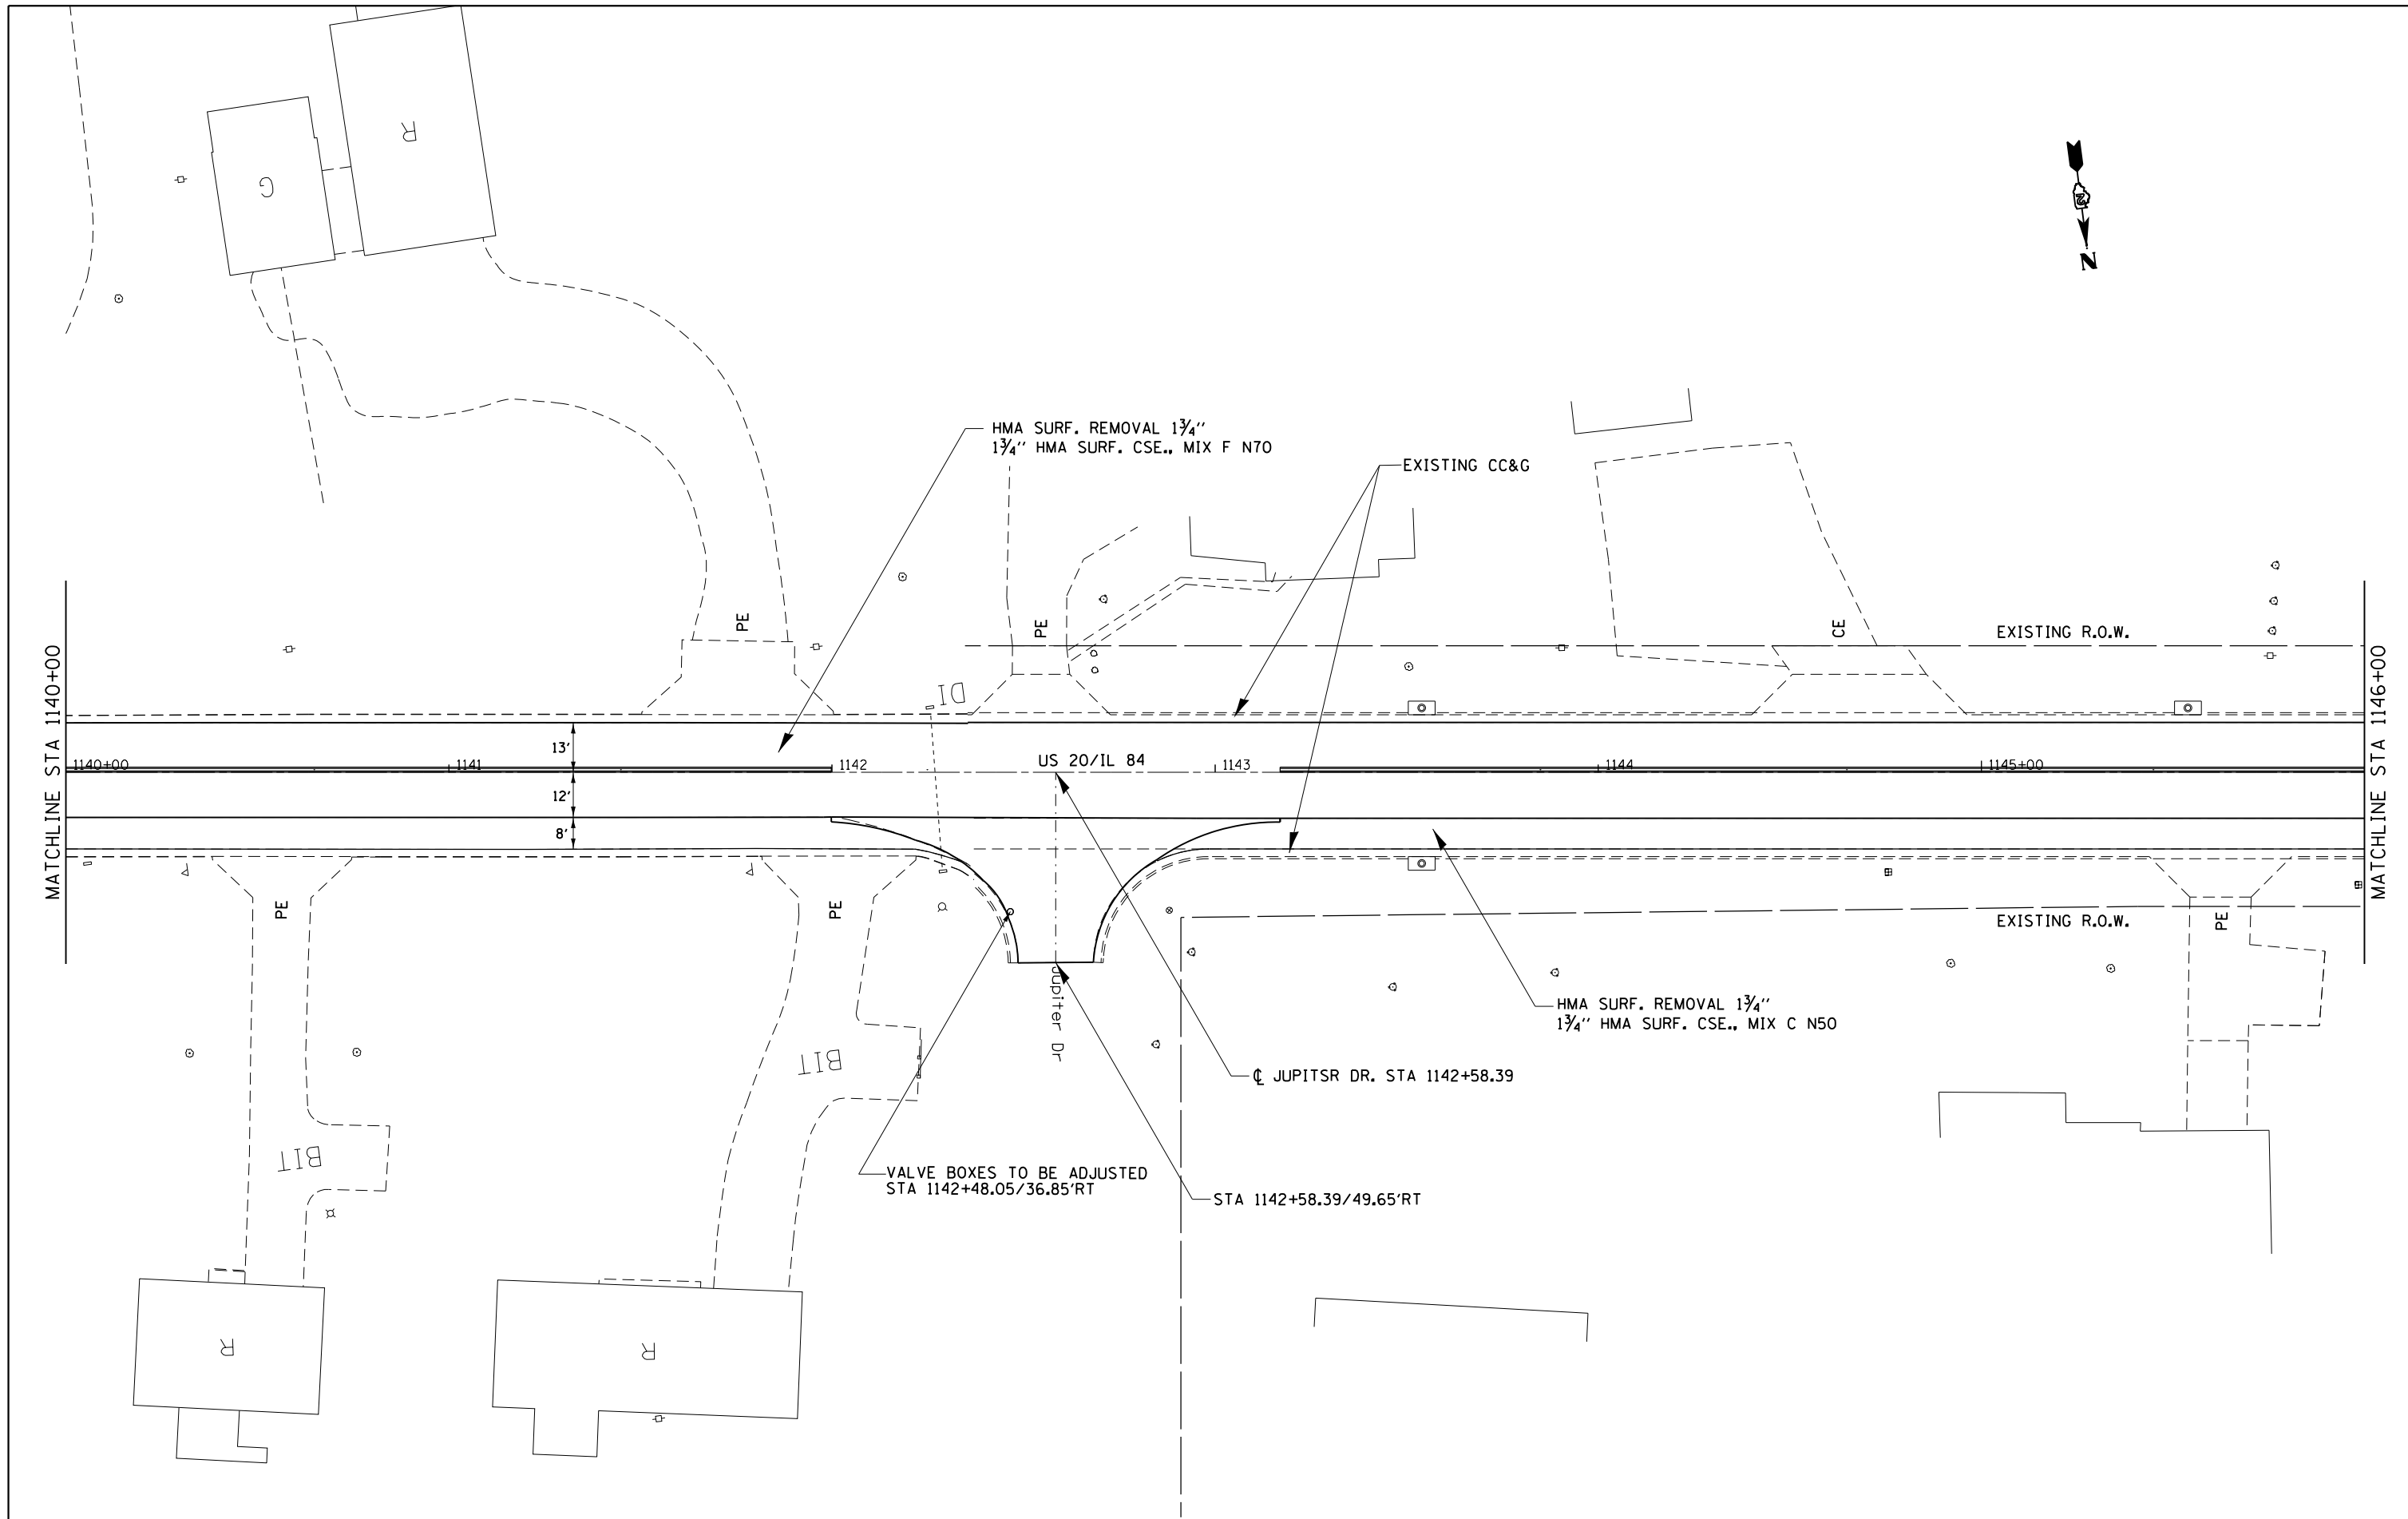 R
G
N
HMA SURF. REMOVAL 1¾"
1¾" HMA SURF. CSE., MIX F N70
EXISTING CC&G
PE
PE
CE
EXISTING R.O.W.
DI
MATCHLINE STA 1140+00
MATCHLINE STA 1146+00
13'
US 20/IL 84
1140+00
1141
1142
1143
1144
1145+00
12'
8'
PE
PE
EXISTING R.O.W.
PE
Jupiter Dr
HMA SURF. REMOVAL 1¾"
1¾" HMA SURF. CSE., MIX C N50
BIT
℄ JUPITSR DR. STA 1142+58.39
BIT
VALVE BOXES TO BE ADJUSTED
STA 1142+48.05/36.85'RT
STA 1142+58.39/49.65'RT
R
R